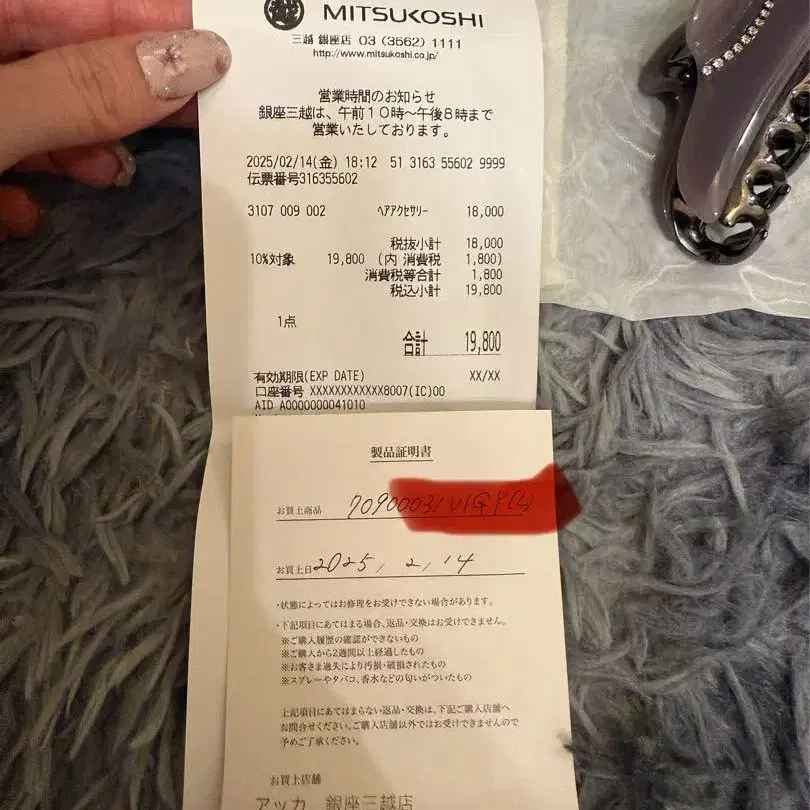 MITSUKOSHI
三越 銀座店 03 (3562) 1111
http://www.mitsukoshi.co.jp/
営業時間のお知らせ
銀座三越は、午前10時~午後8時まで
営業いたしております。
2025/02/14(金) 18:12 51 3163 55602 9999
伝票番号316355602
3107 009 002 ヘアアクセサリー 18,000
税抜小計 18,000
10%対象 19,800 (内 消費税 1,800)
消費税等合計 1,800
税込小計 19,800
1点
合計 19,800
有効期限(EXP DATE) XX/XX
口座番号 XXXXXXXXXXXX8007(IC)00
AID A0000000041010
製品証明書
お買上商品 70900031 VIGY(L)
お買上日 2025, 2, 14
・状態によってはお修理をお受けできない場合があります。
・下記項目にあてはまる場合、返品・交換はお受けできません。
※ご購入履歴の確認ができないもの
※ご購入から2週間以上経過したもの
※お客さま過失により汚損・破損されたもの
※スプレーやタバコ、香水などの匂いがついたもの
上記項目にあてはまらない返品・交換は、下記ご購入店舗へ
お問合せください。ご購入店舗以外ではお受けできませんので
予めご了承ください。
お買上店舗
アッカ 銀座三越店